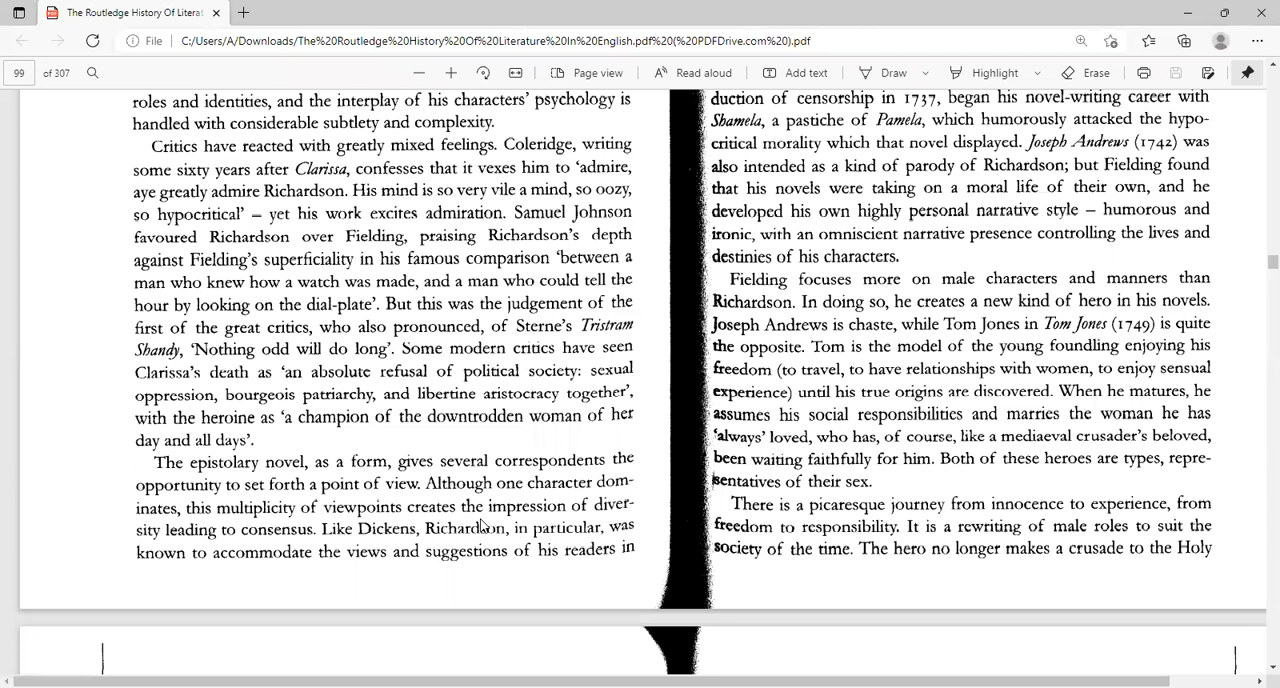 The Routledge History Of Litera
File
C:/Users/A/Downloads/The%20Routledge%20History%20Of%20Literature%20In%20English.pdf%20(%20PDFDrive.com%20).pdf
99 of 307
Page view
Read aloud
Add text
Draw
Highlight
Erase
roles and identities, and the interplay of his characters' psychology is
handled with considerable subtlety and complexity.
Critics have reacted with greatly mixed feelings. Coleridge, writing
some sixty years after Clarissa, confesses that it vexes him to 'admire,
aye greatly admire Richardson. His mind is so very vile a mind, so oozy,
so hypocritical' – yet his work excites admiration. Samuel Johnson
favoured Richardson over Fielding, praising Richardson's depth
against Fielding's superficiality in his famous comparison 'between a
man who knew how a watch was made, and a man who could tell the
hour by looking on the dial-plate'. But this was the judgement of the
first of the great critics, who also pronounced, of Sterne's Tristram
Shandy, 'Nothing odd will do long'. Some modern critics have seen
Clarissa's death as 'an absolute refusal of political society: sexual
oppression, bourgeois patriarchy, and libertine aristocracy together',
with the heroine as 'a champion of the downtrodden woman of her
day and all days'.
The epistolary novel, as a form, gives several correspondents the
opportunity to set forth a point of view. Although one character dom-
inates, this multiplicity of viewpoints creates the impression of diver-
sity leading to consensus. Like Dickens, Richardson, in particular, was
known to accommodate the views and suggestions of his readers in
duction of censorship in 1737, began his novel-writing career with
Shamela, a pastiche of Pamela, which humorously attacked the hypo-
critical morality which that novel displayed. Joseph Andrews (1742) was
also intended as a kind of parody of Richardson; but Fielding found
that his novels were taking on a moral life of their own, and he
developed his own highly personal narrative style – humorous and
ironic, with an omniscient narrative presence controlling the lives and
destinies of his characters.
Fielding focuses more on male characters and manners than
Richardson. In doing so, he creates a new kind of hero in his novels.
Joseph Andrews is chaste, while Tom Jones in Tom Jones (1749) is quite
the opposite. Tom is the model of the young foundling enjoying his
freedom (to travel, to have relationships with women, to enjoy sensual
experience) until his true origins are discovered. When he matures, he
assumes his social responsibilities and marries the woman he has
'always' loved, who has, of course, like a mediaeval crusader's beloved,
been waiting faithfully for him. Both of these heroes are types, repre-
sentatives of their sex.
There is a picaresque journey from innocence to experience, from
freedom to responsibility. It is a rewriting of male roles to suit the
society of the time. The hero no longer makes a crusade to the Holy